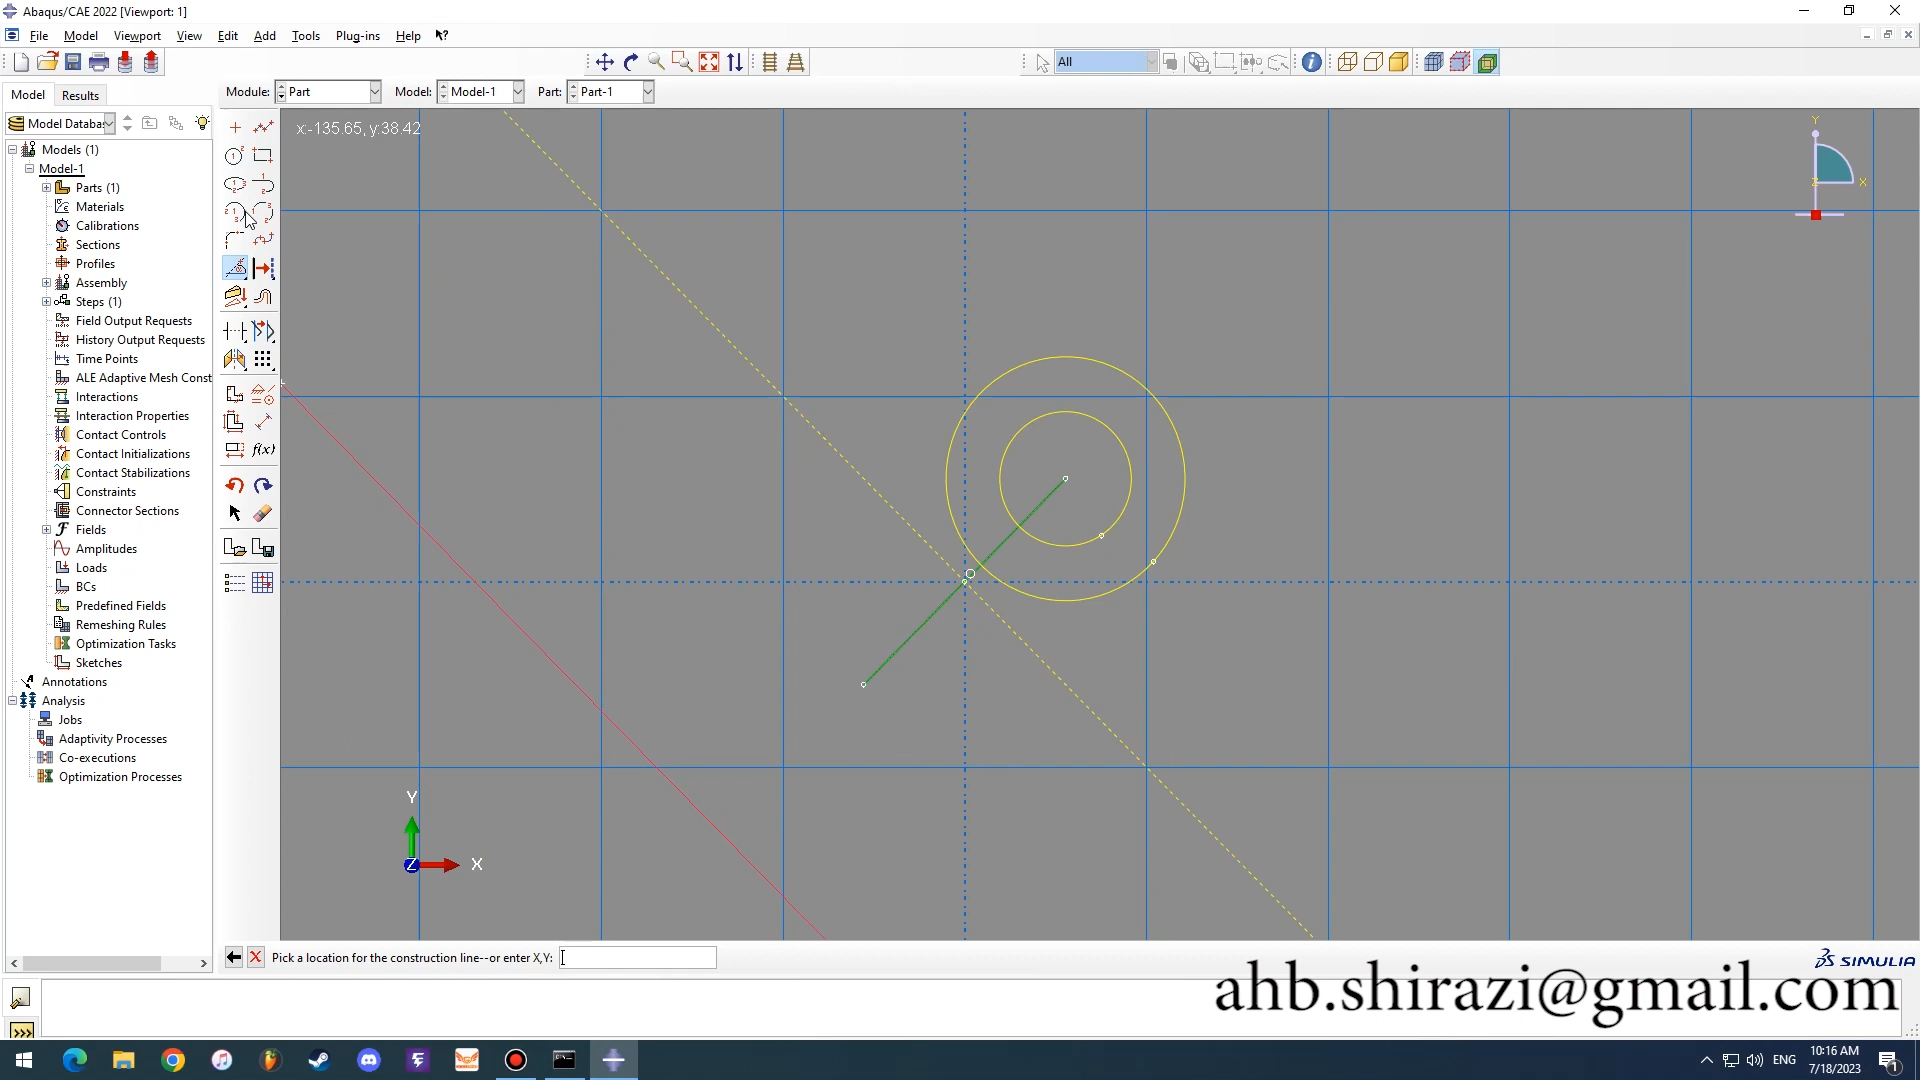 Abaqus/CAE 2022 [Viewport: 1]
File Model Viewport View Edit Add Tools Plug-ins Help
All
Model Results
Module: Part Model: Model-1 Part: Part-1
Model Databas
x:-135.65, y:38.42
Models (1)
Model-1
Parts (1)
Materials
Calibrations
Sections
Profiles
Assembly
Steps (1)
Field Output Requests
History Output Requests
Time Points
ALE Adaptive Mesh Const
Interactions
Interaction Properties
Contact Controls
Contact Initializations
Contact Stabilizations
Constraints
Connector Sections
Fields
Amplitudes
Loads
BCs
Predefined Fields
Remeshing Rules
Optimization Tasks
Sketches
Annotations
Analysis
Jobs
Adaptivity Processes
Co-executions
Optimization Processes
f(x)
Y
X
Z
Y
X
Z
Pick a location for the construction line--or enter X,Y:
SIMULIA
ahb.shirazi@gmail.com
>>>
ENG
10:16 AM
7/18/2023
1